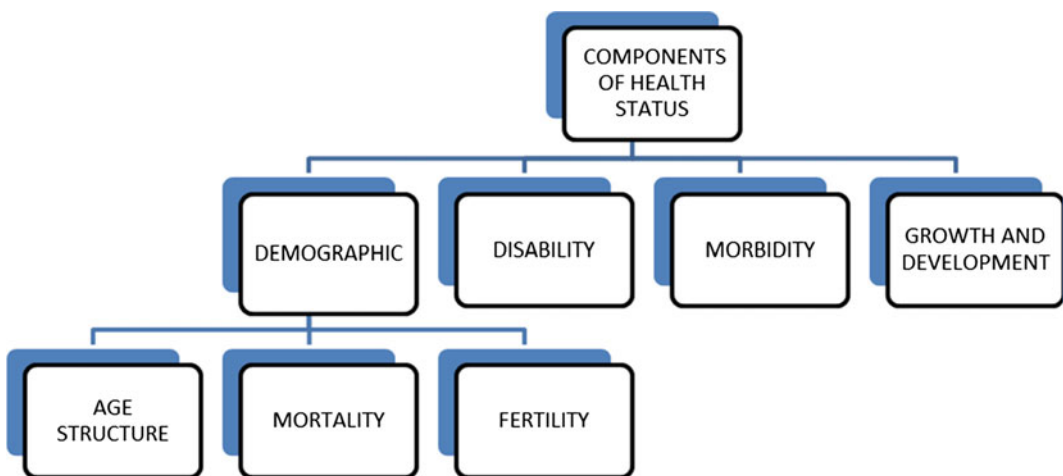 COMPONENTS
OF HEALTH
STATUS
DEMOGRAPHIC
DISABILITY
MORBIDITY
GROWTH AND
DEVELOPMENT
AGE
STRUCTURE
MORTALITY
FERTILITY